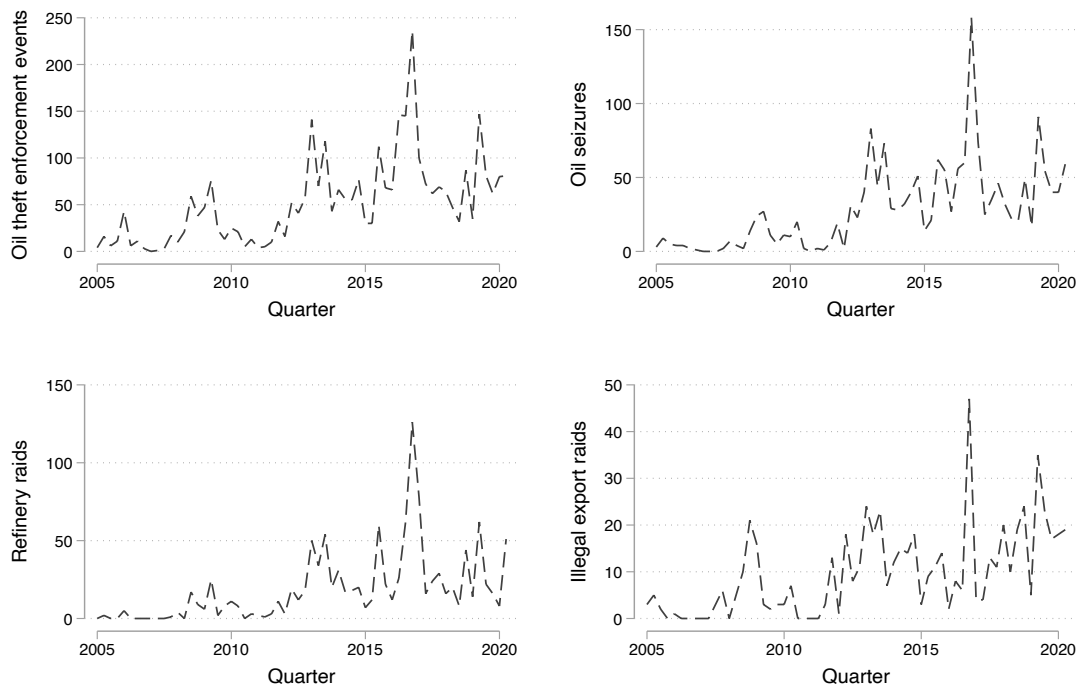 Oil theft enforcement events
250
200
150
100
50
0
2005 2010 2015 2020
Quarter
Oil seizures
150
100
50
0
2005 2010 2015 2020
Quarter
Refinery raids
150
100
50
0
2005 2010 2015 2020
Quarter
Illegal export raids
50
40
30
20
10
0
2005 2010 2015 2020
Quarter